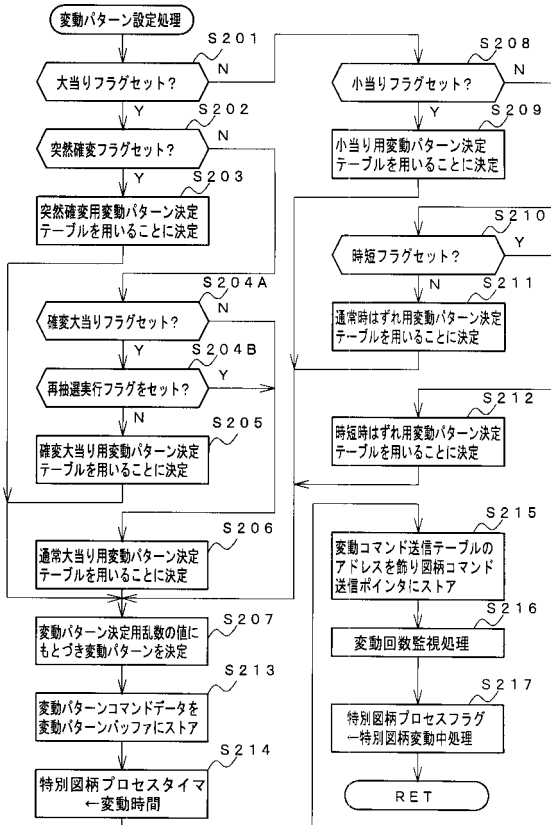 変動パターン設定処理
S201
大当りフラグセット?
N
Y
S202
突然確変フラグセット?
N
Y
S203
突然確変用変動パターン決定
テーブルを用いることに決定
S204A
確変大当りフラグセット?
N
Y
S204B
再抽選実行フラグをセット?
Y
N
S205
確変大当り用変動パターン決定
テーブルを用いることに決定
S206
通常大当り用変動パターン決定
テーブルを用いることに決定
S207
変動パターン決定用乱数の値に
もとづき変動パターンを決定
S213
変動パターンコマンドデータを
変動パターンバッファにストア
S214
特別図柄プロセスタイマ
←変動時間
S208
小当りフラグセット?
N
Y
S209
小当り用変動パターン決定
テーブルを用いることに決定
S210
時短フラグセット?
Y
N
S211
通常時はずれ用変動パターン決定
テーブルを用いることに決定
S212
時短時はずれ用変動パターン決定
テーブルを用いることに決定
S215
変動コマンド送信テーブルの
アドレスを飾り図柄コマンド
送信ポインタにストア
S216
変動回数監視処理
S217
特別図柄プロセスフラグ
←特別図柄変動中処理
RET